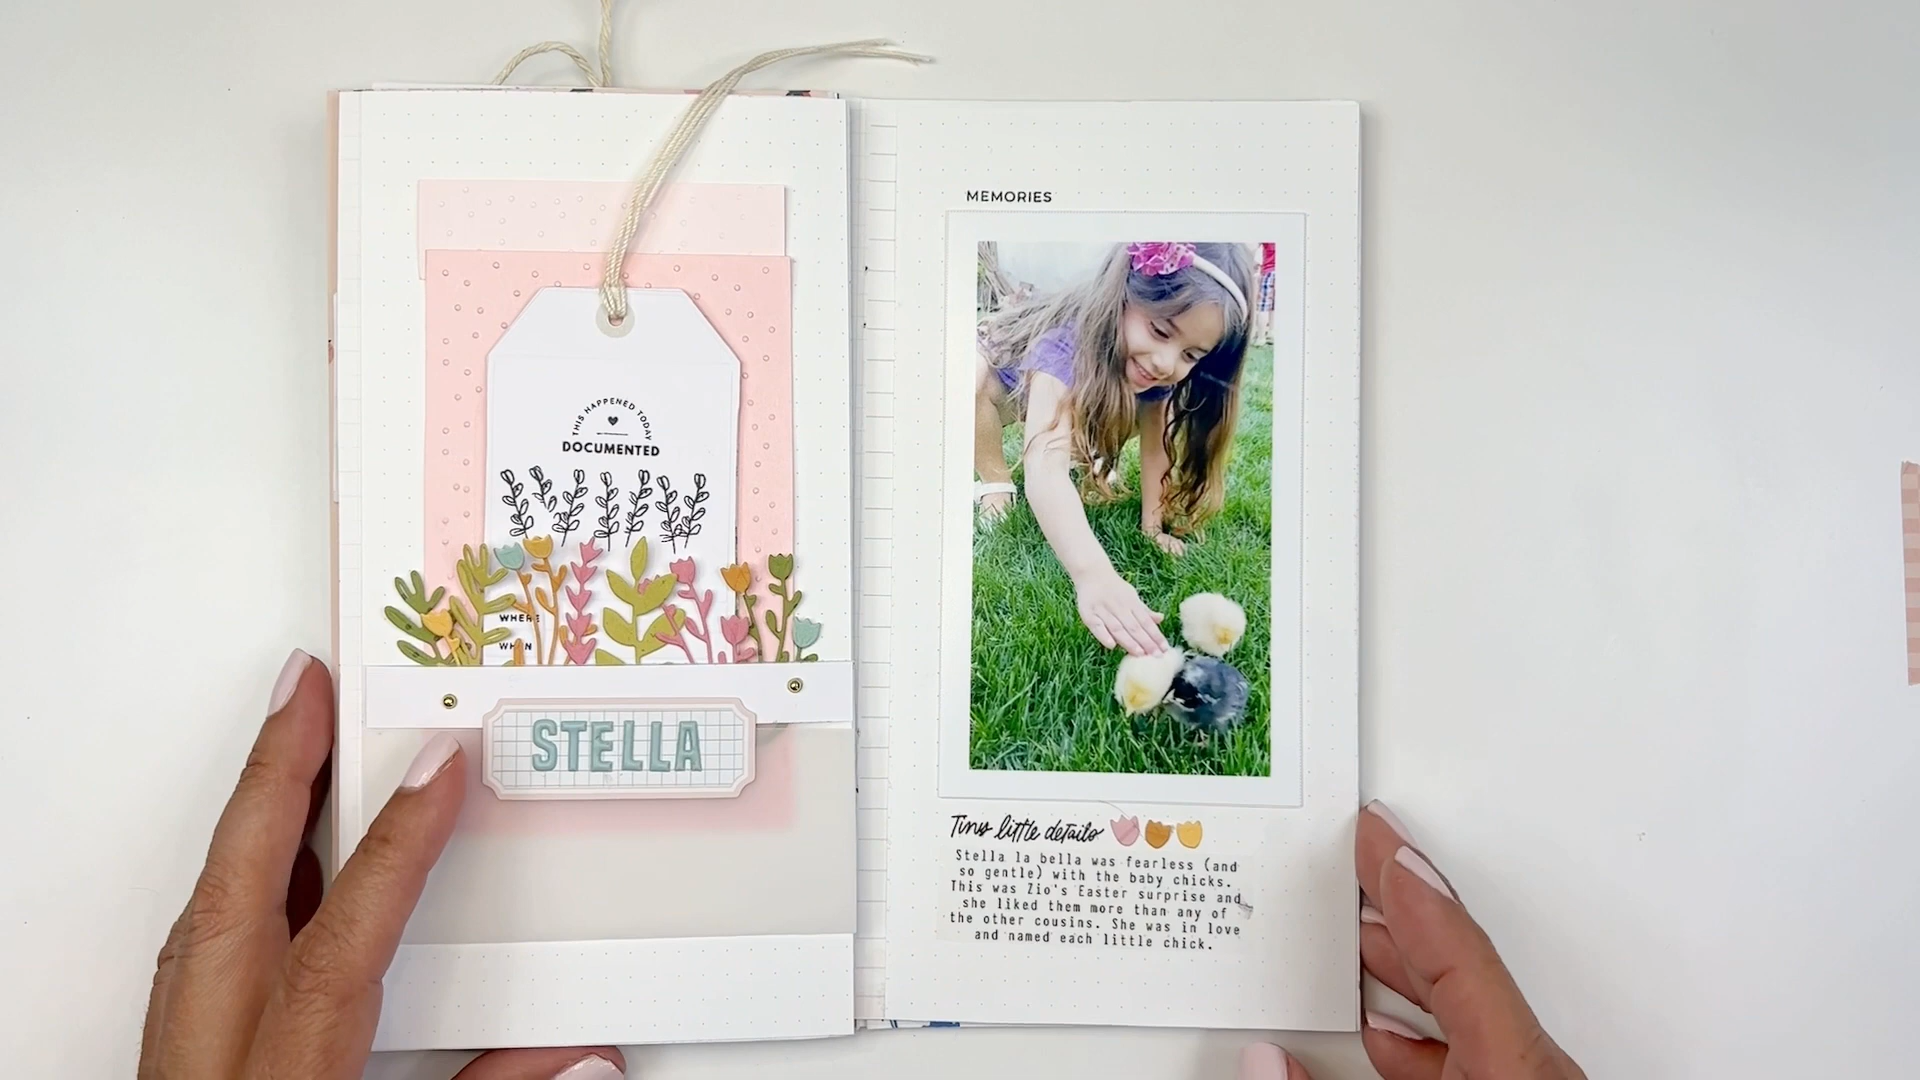 THIS HAPPENED TODAY
DOCUMENTED
WHERE
WHEN
STELLA
MEMORIES
Tiny little details
Stella la bella was fearless (and
so gentle) with the baby chicks.
This was Zio's Easter surprise and
she liked them more than any of
the other cousins. She was in love
and named each little chick.